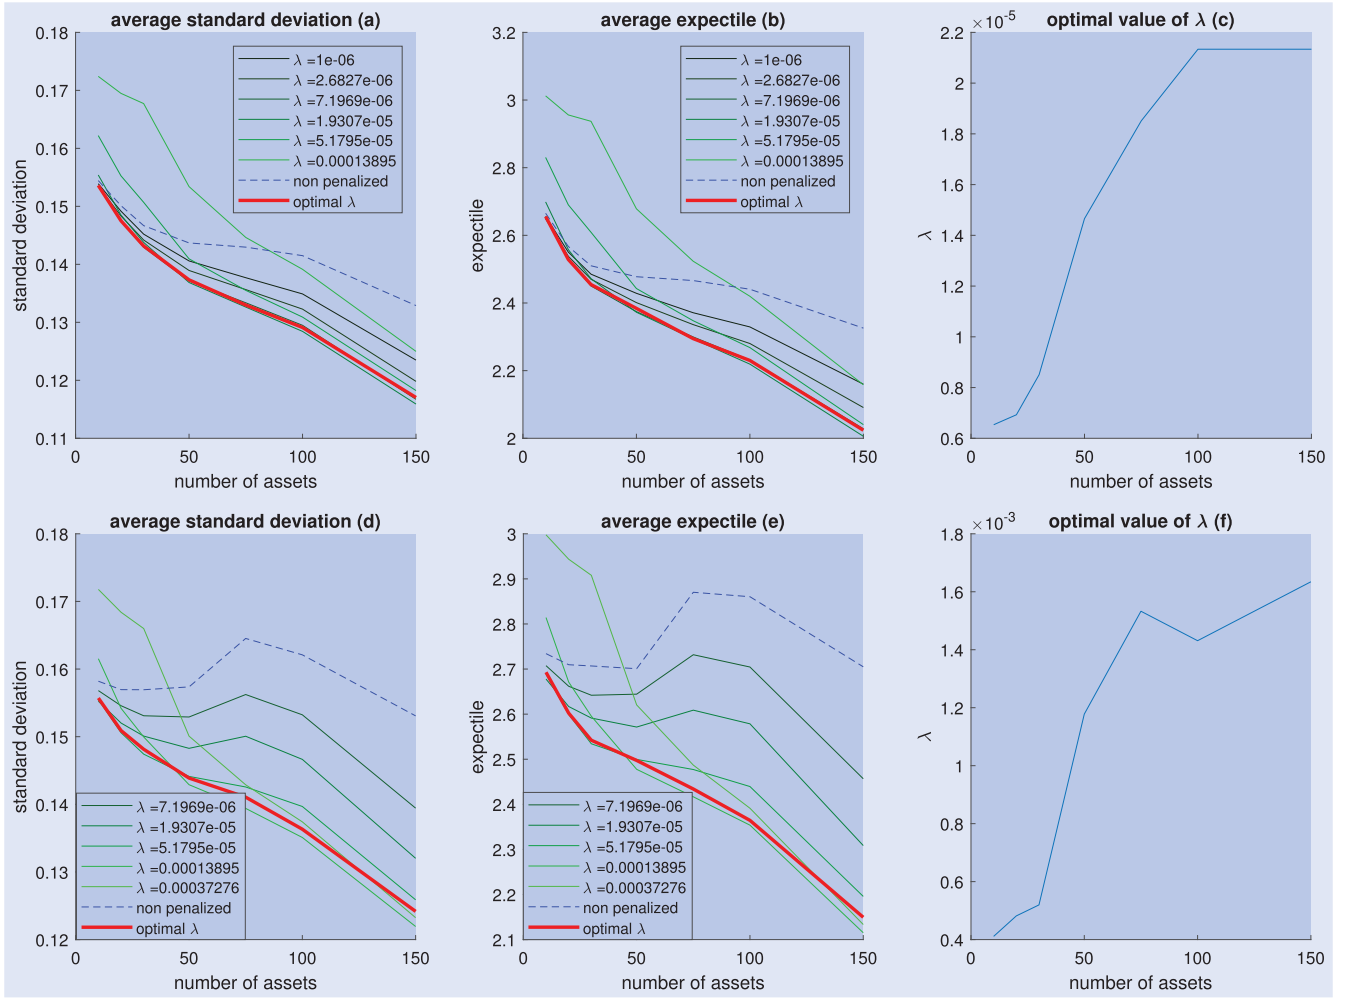 average standard deviation (a)
0.18
0.17
0.16
0.15
0.14
0.13
0.12
0.11
standard deviation
λ =1e-06
λ =2.6827e-06
λ =7.1969e-06
λ =1.9307e-05
λ =5.1795e-05
λ =0.00013895
non penalized
optimal λ
0 50 100 150
number of assets
average expectile (b)
3.2
3
2.8
2.6
2.4
2.2
2
expectile
λ =1e-06
λ =2.6827e-06
λ =7.1969e-06
λ =1.9307e-05
λ =5.1795e-05
λ =0.00013895
non penalized
optimal λ
0 50 100 150
number of assets
×10-5
optimal value of λ (c)
2.2
2
1.8
1.6
1.4
1.2
1
0.8
0.6
λ
0 50 100 150
number of assets
average standard deviation (d)
0.18
0.17
0.16
0.15
0.14
0.13
0.12
standard deviation
λ =7.1969e-06
λ =1.9307e-05
λ =5.1795e-05
λ =0.00013895
λ =0.00037276
non penalized
optimal λ
0 50 100 150
number of assets
average expectile (e)
3
2.9
2.8
2.7
2.6
2.5
2.4
2.3
2.2
2.1
expectile
λ =7.1969e-06
λ =1.9307e-05
λ =5.1795e-05
λ =0.00013895
λ =0.00037276
non penalized
optimal λ
0 50 100 150
number of assets
×10-3
optimal value of λ (f)
1.8
1.6
1.4
1.2
1
0.8
0.6
0.4
λ
0 50 100 150
number of assets